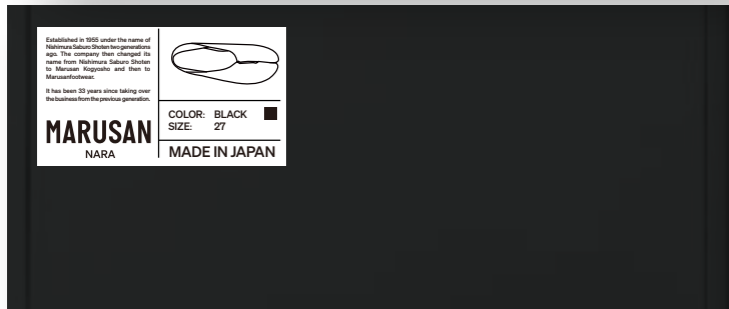 Established in 1955 under the name of
Nishimura Saburo Shoten two generations
ago. The company then changed its
name from Nishimura Saburo Shoten
to Marusan Kogyosho and then to
Marusanfootwear.
It has been 33 years since taking over
the business from the previous generation.
MARUSAN
NARA
COLOR: BLACK
SIZE: 27
MADE IN JAPAN